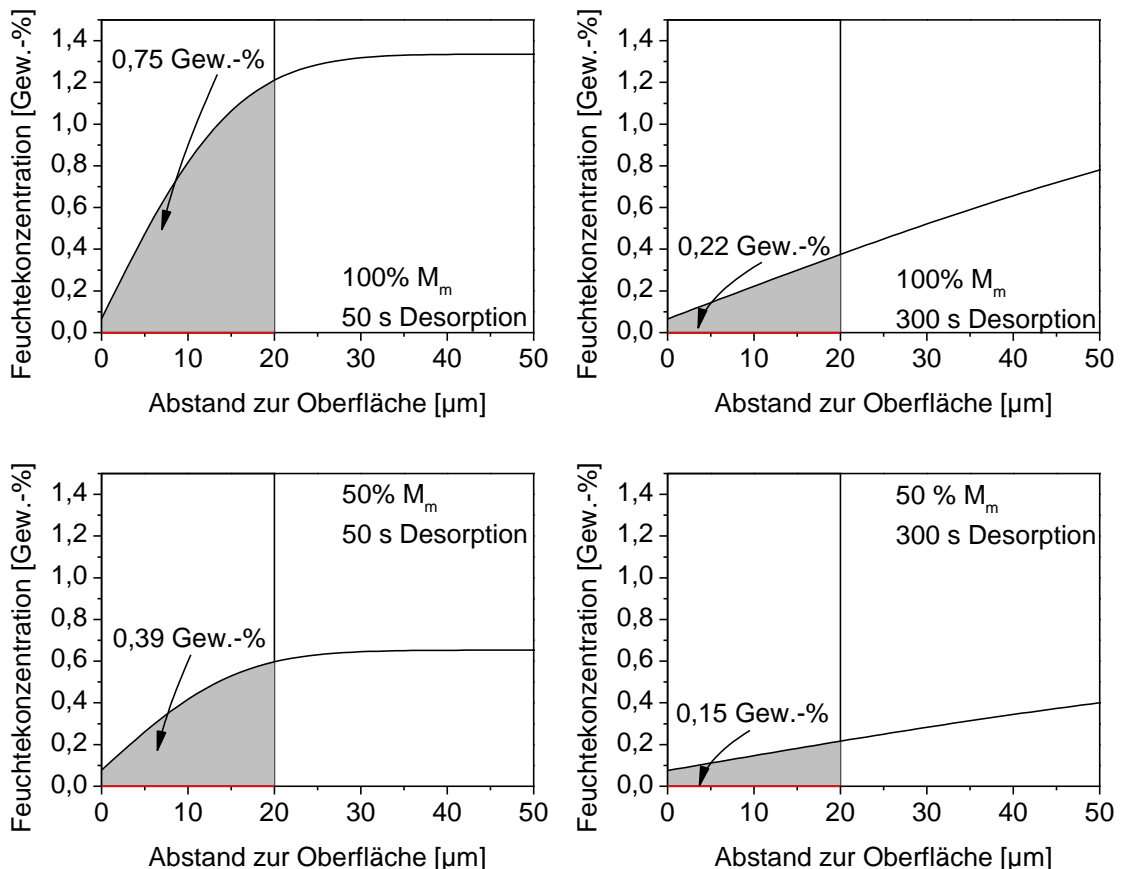 1,4
1,2
1,0
0,8
0,6
0,4
0,2
0,0
Feuchtekonzentration [Gew.-%]
0,75 Gew.-%
100% Mm
50 s Desorption
0 10 20 30 40 50
Abstand zur Oberfläche [µm]
1,4
1,2
1,0
0,8
0,6
0,4
0,2
0,0
Feuchtekonzentration [Gew.-%]
0,22 Gew.-%
100% Mm
300 s Desorption
0 10 20 30 40 50
Abstand zur Oberfläche [µm]
1,4
1,2
1,0
0,8
0,6
0,4
0,2
0,0
Feuchtekonzentration [Gew.-%]
50% Mm
50 s Desorption
0,39 Gew.-%
0 10 20 30 40 50
Abstand zur Oberfläche [µm]
1,4
1,2
1,0
0,8
0,6
0,4
0,2
0,0
Feuchtekonzentration [Gew.-%]
50 % Mm
300 s Desorption
0,15 Gew.-%
0 10 20 30 40 50
Abstand zur Oberfläche [µm]